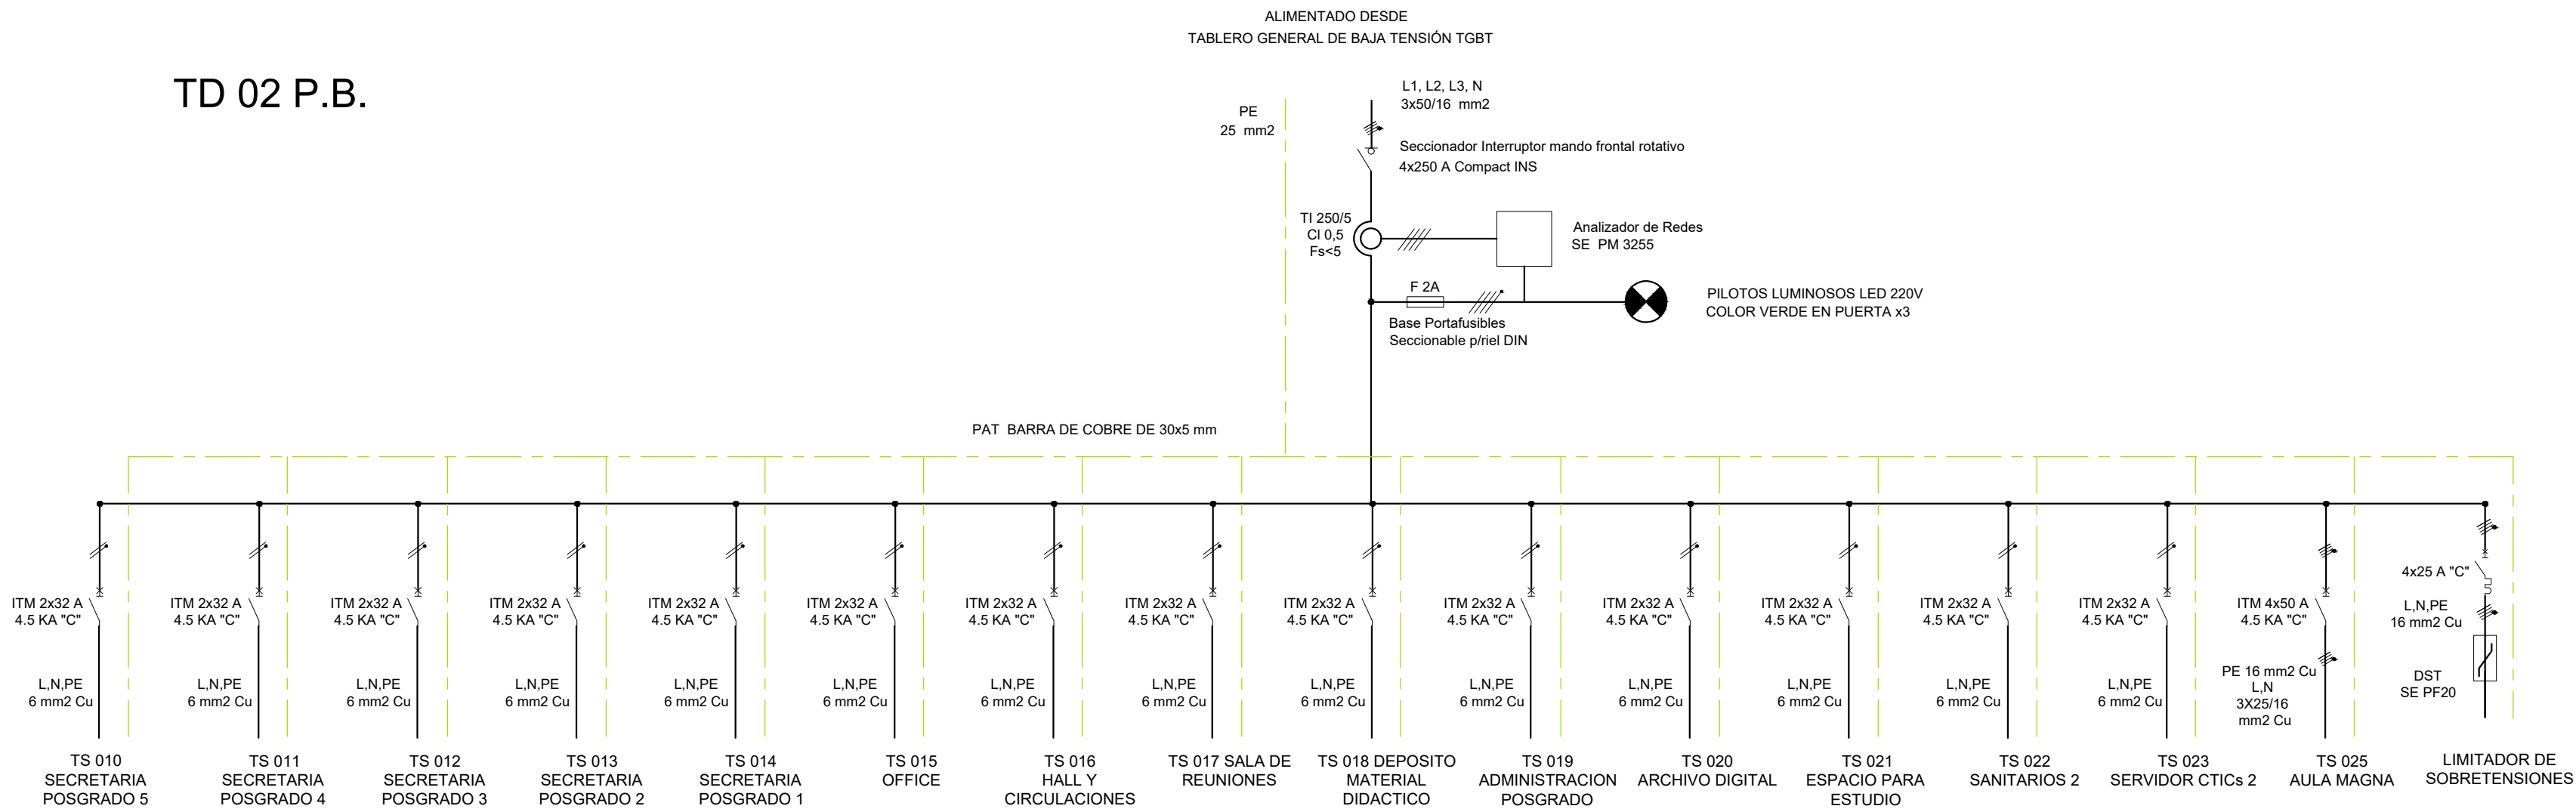 ALIMENTADO DESDE
TABLERO GENERAL DE BAJA TENSIÓN TGBT
TD 02 P.B.
L1, L2, L3, N
3x50/16  mm2
PE
25  mm2
Seccionador Interruptor mando frontal rotativo
4x250 A Compact INS
TI 250/5
Cl 0,5
Fs<5
Analizador de Redes
SE  PM 3255
F 2A
PILOTOS LUMINOSOS LED 220V
COLOR VERDE EN PUERTA x3
Base Portafusibles
Seccionable p/riel DIN
PAT  BARRA DE COBRE DE 30x5 mm
ITM 2x32 A
4.5 KA "C"
L,N,PE
6 mm2 Cu
TS 010
SECRETARIA
POSGRADO 5
ITM 2x32 A
4.5 KA "C"
L,N,PE
6 mm2 Cu
TS 011
SECRETARIA
POSGRADO 4
ITM 2x32 A
4.5 KA "C"
L,N,PE
6 mm2 Cu
TS 012
SECRETARIA
POSGRADO 3
ITM 2x32 A
4.5 KA "C"
L,N,PE
6 mm2 Cu
TS 013
SECRETARIA
POSGRADO 2
ITM 2x32 A
4.5 KA "C"
L,N,PE
6 mm2 Cu
TS 014
SECRETARIA
POSGRADO 1
ITM 2x32 A
4.5 KA "C"
L,N,PE
6 mm2 Cu
TS 015
OFFICE
ITM 2x32 A
4.5 KA "C"
L,N,PE
6 mm2 Cu
TS 016
HALL Y
CIRCULACIONES
ITM 2x32 A
4.5 KA "C"
L,N,PE
6 mm2 Cu
TS 017 SALA DE
REUNIONES
ITM 2x32 A
4.5 KA "C"
L,N,PE
6 mm2 Cu
TS 018 DEPOSITO
MATERIAL
DIDACTICO
ITM 2x32 A
4.5 KA "C"
L,N,PE
6 mm2 Cu
TS 019
ADMINISTRACION
POSGRADO
ITM 2x32 A
4.5 KA "C"
L,N,PE
6 mm2 Cu
TS 020
ARCHIVO DIGITAL
ITM 2x32 A
4.5 KA "C"
L,N,PE
6 mm2 Cu
TS 021
ESPACIO PARA
ESTUDIO
ITM 2x32 A
4.5 KA "C"
L,N,PE
6 mm2 Cu
TS 022
SANITARIOS 2
ITM 2x32 A
4.5 KA "C"
L,N,PE
6 mm2 Cu
TS 023
SERVIDOR CTICs 2
ITM 4x50 A
4.5 KA "C"
PE 16 mm2 Cu
L,N
3X25/16
mm2 Cu
TS 025
AULA MAGNA
4x25 A "C"
L,N,PE
16 mm2 Cu
DST
SE PF20
LIMITADOR DE
SOBRETENSIONES